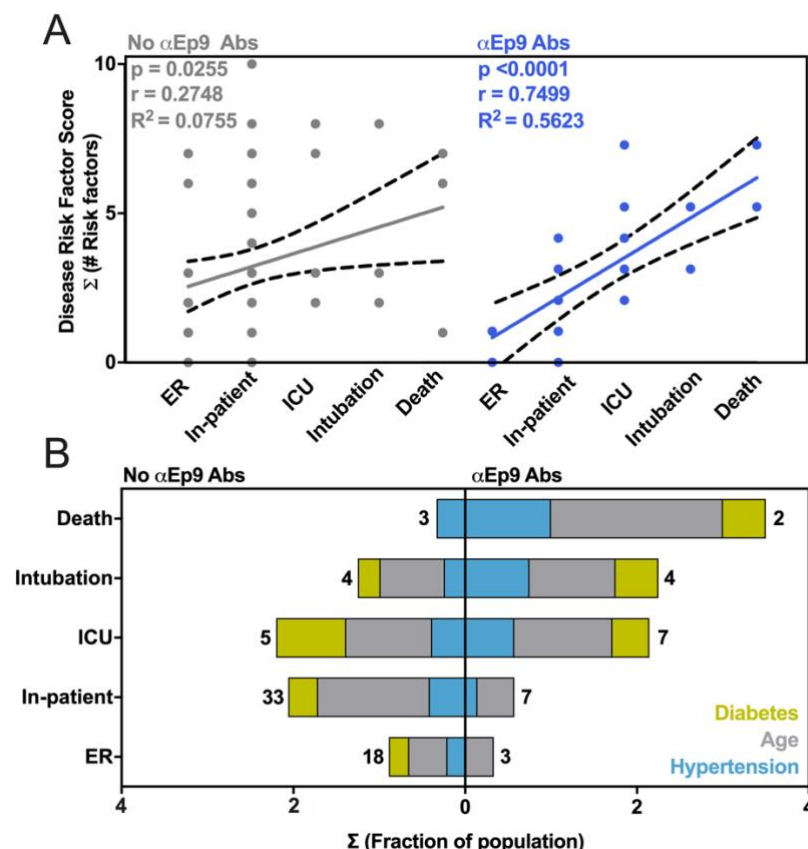 A
No αEp9 Abs
p = 0.0255
r = 0.2748
R² = 0.0755
αEp9 Abs
p <0.0001
r = 0.7499
R² = 0.5623
Disease Risk Factor Score
Σ (# Risk factors)
10
5
0
ER
In-patient
ICU
Intubation
Death
ER
In-patient
ICU
Intubation
Death
B
No αEp9 Abs
αEp9 Abs
Death
3
2
Intubation
4
4
ICU
5
7
In-patient
33
7
ER
18
3
Diabetes
Age
Hypertension
4
2
0
2
4
Σ (Fraction of population)